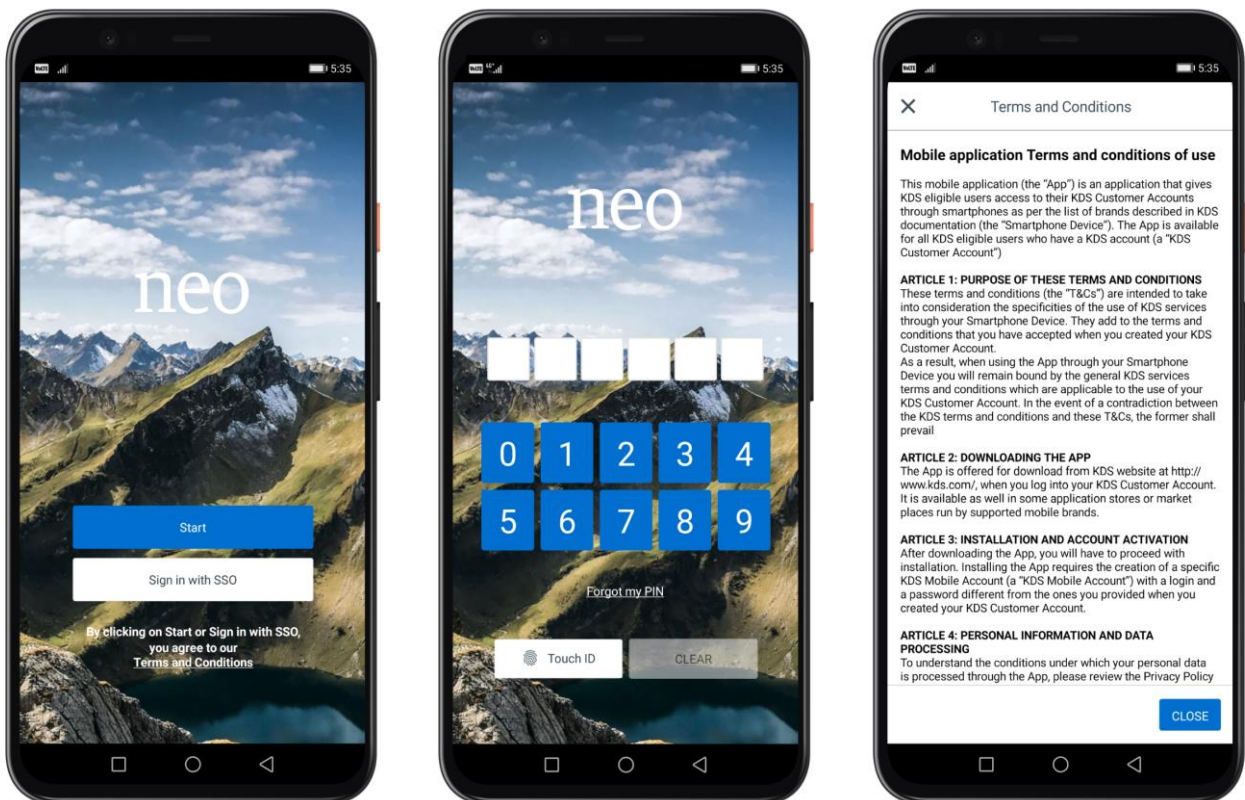 VoLTE
5:35
neo
Start
Sign in with SSO
By clicking on Start or Sign in with SSO,
you agree to our
Terms and Conditions
VoLTE 4G+
5:35
neo
0 1 2 3 4
5 6 7 8 9
Forgot my PIN
Touch ID
CLEAR
VoLTE
5:35
Terms and Conditions
Mobile application Terms and conditions of use
This mobile application (the “App”) is an application that gives
KDS eligible users access to their KDS Customer Accounts
through smartphones as per the list of brands described in KDS
documentation (the “Smartphone Device”). The App is available
for all KDS eligible users who have a KDS account (a “KDS
Customer Account”)
ARTICLE 1: PURPOSE OF THESE TERMS AND CONDITIONS
These terms and conditions (the “T&Cs”) are intended to take
into consideration the specificities of the use of KDS services
through your Smartphone Device. They add to the terms and
conditions that you have accepted when you created your KDS
Customer Account.
As a result, when using the App through your Smartphone
Device you will remain bound by the general KDS services
terms and conditions which are applicable to the use of your
KDS Customer Account. In the event of a contradiction between
the KDS terms and conditions and these T&Cs, the former shall
prevail
ARTICLE 2: DOWNLOADING THE APP
The App is offered for download from KDS website at http://
www.kds.com/, when you log into your KDS Customer Account.
It is available as well in some application stores or market
places run by supported mobile brands.
ARTICLE 3: INSTALLATION AND ACCOUNT ACTIVATION
After downloading the App, you will have to proceed with
installation. Installing the App requires the creation of a specific
KDS Mobile Account (a “KDS Mobile Account”) with a login and
a password different from the ones you provided when you
created your KDS Customer Account.
ARTICLE 4: PERSONAL INFORMATION AND DATA
PROCESSING
To understand the conditions under which your personal data
is processed through the App, please review the Privacy Policy
CLOSE